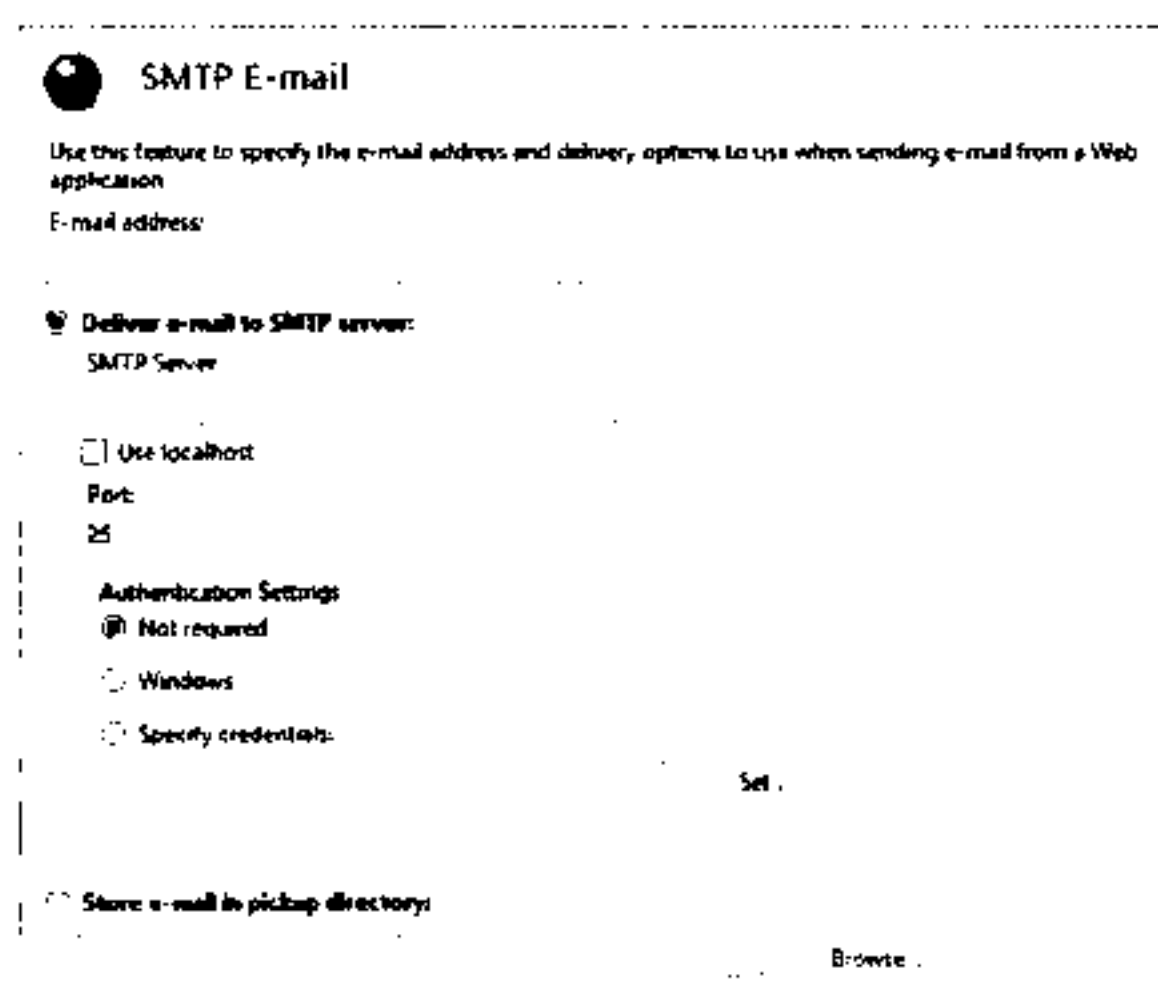 SMTP E-mail
Use this feature to specify the e-mail address and delivery options to use when sending e-mail from a Web
application
E-mail address:
Deliver e-mail to SMTP server:
SMTP Server
Use localhost
Port:
25
Authentication Settings
Not required
Windows
Specify credentials:
Set .
Store e-mail in pickup directory:
Browse .